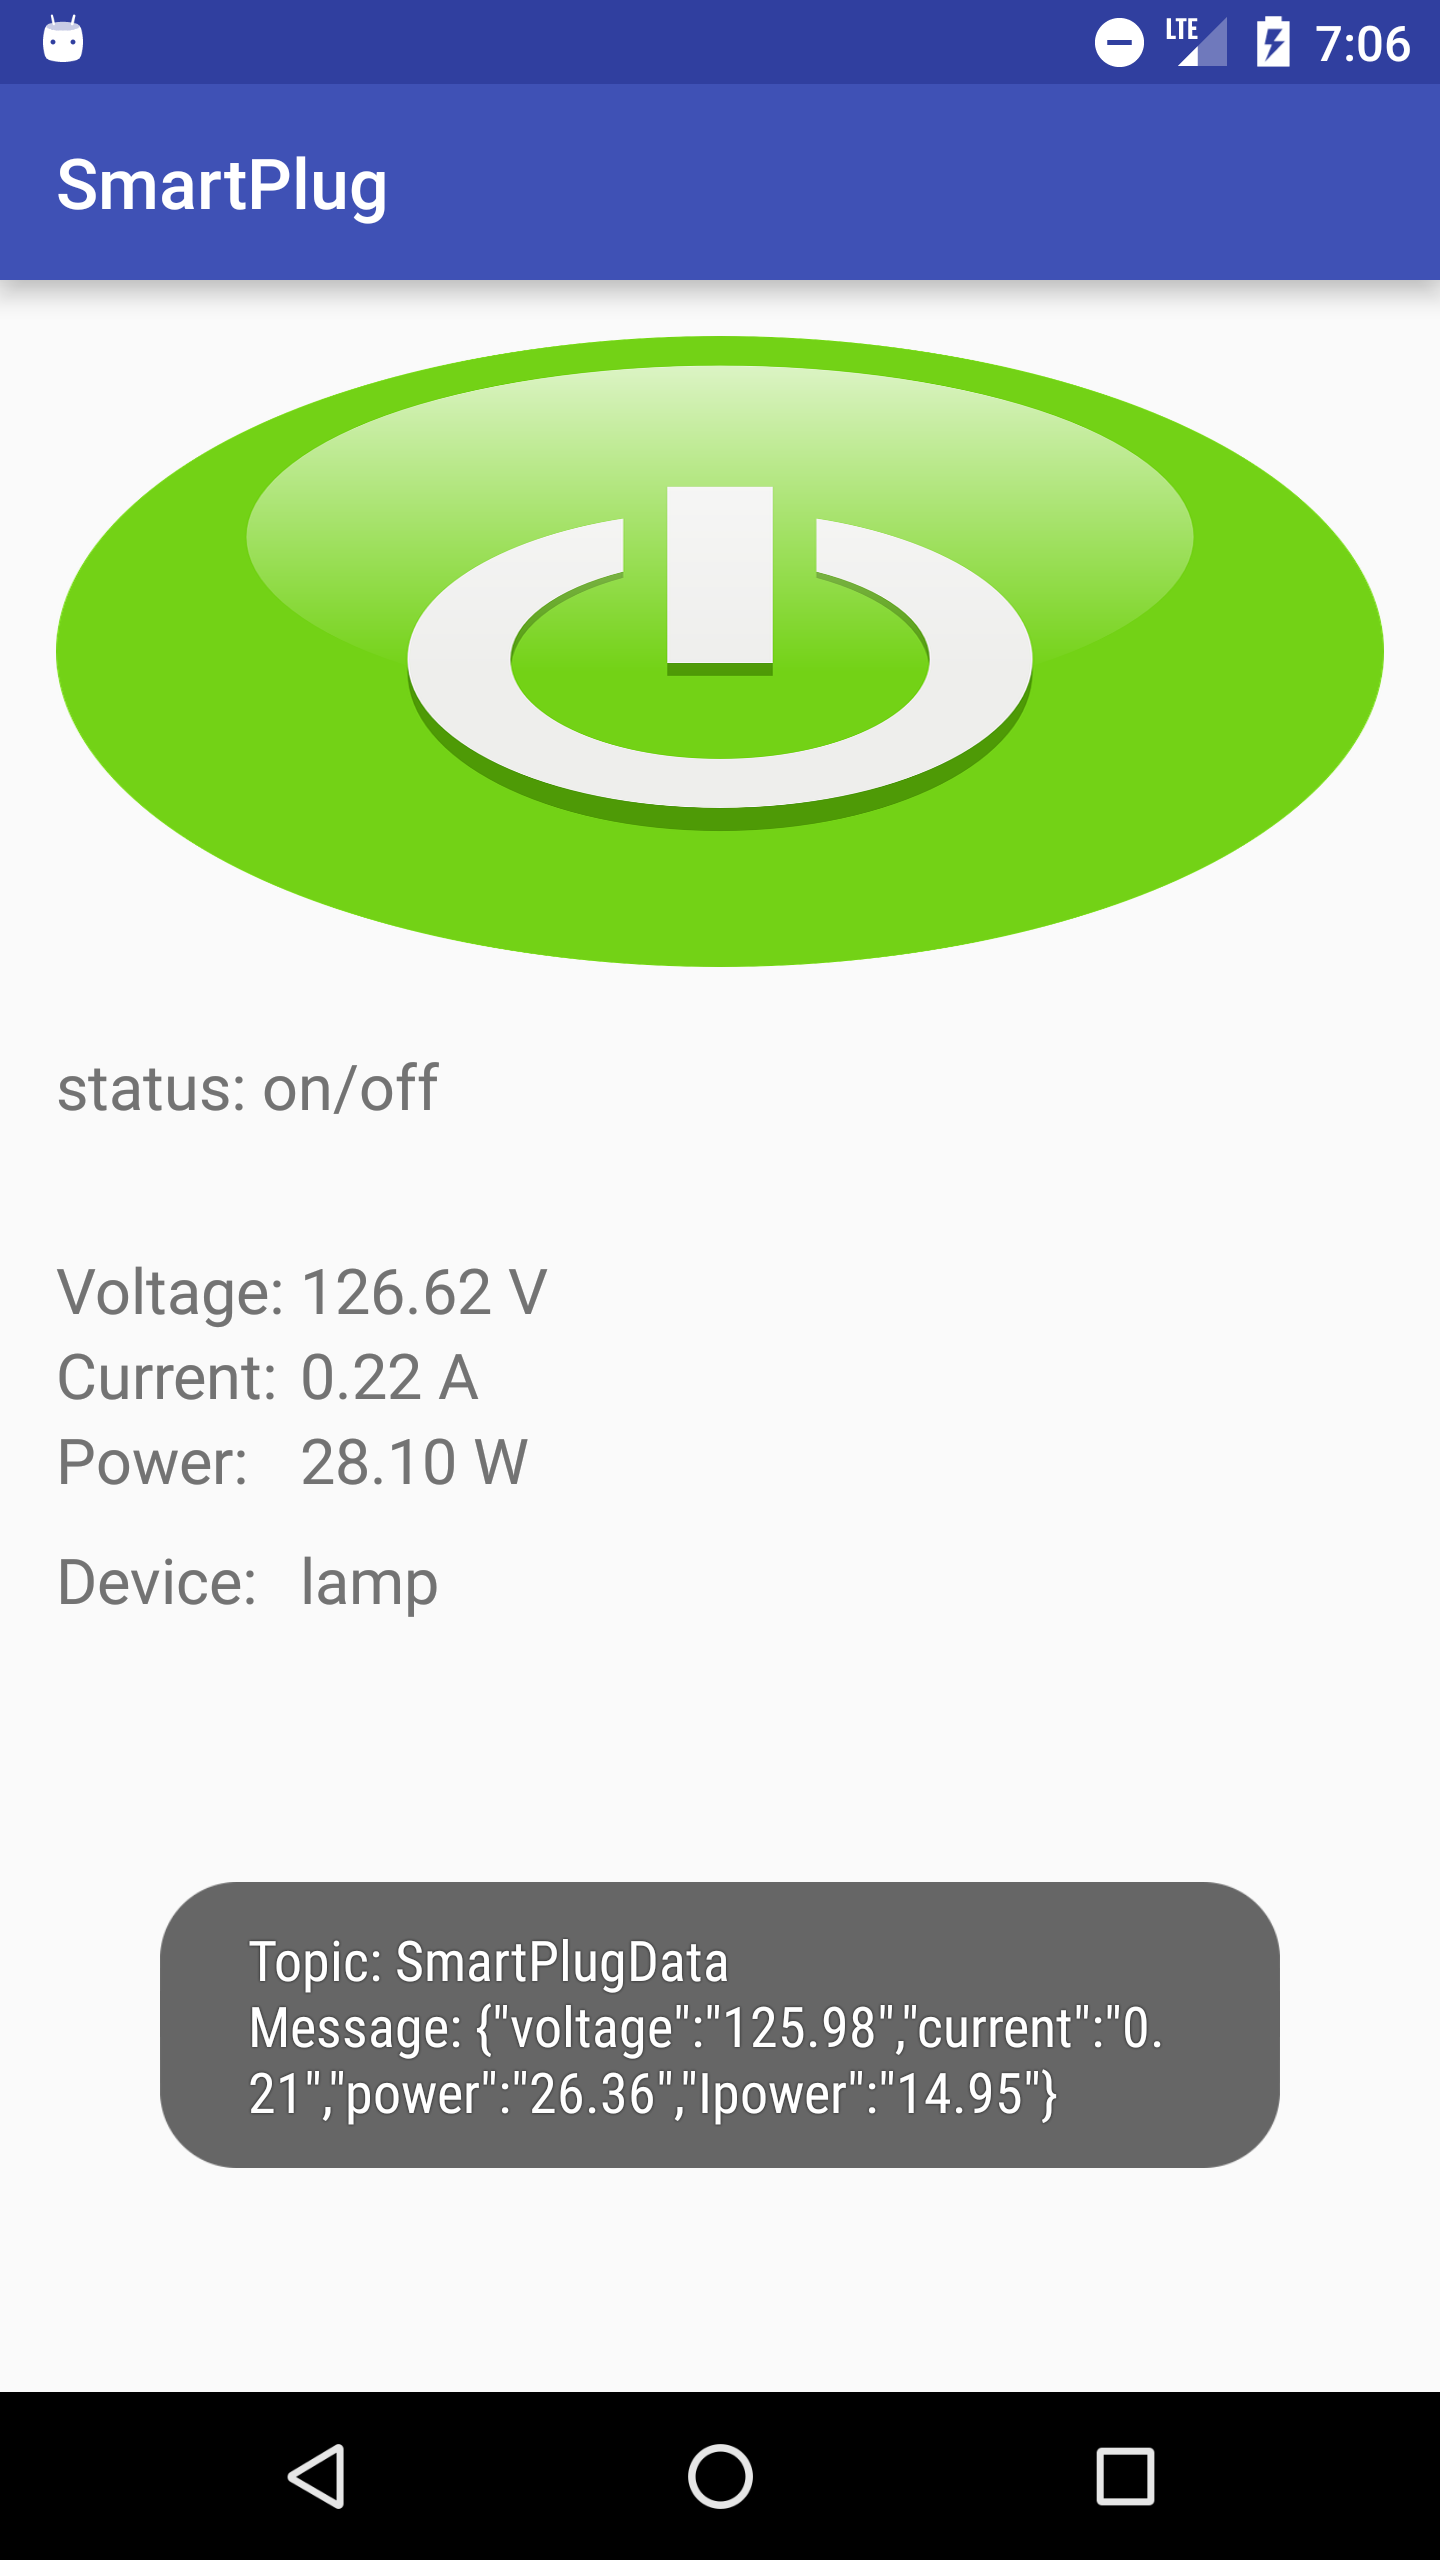 LTE 7:06
SmartPlug
status: on/off
Voltage: 126.62 V
Current: 0.22 A
Power: 28.10 W
Device: lamp
Topic: SmartPlugData
Message: {"voltage":"125.98","current":"0.
21","power":"26.36","Ipower":"14.95"}